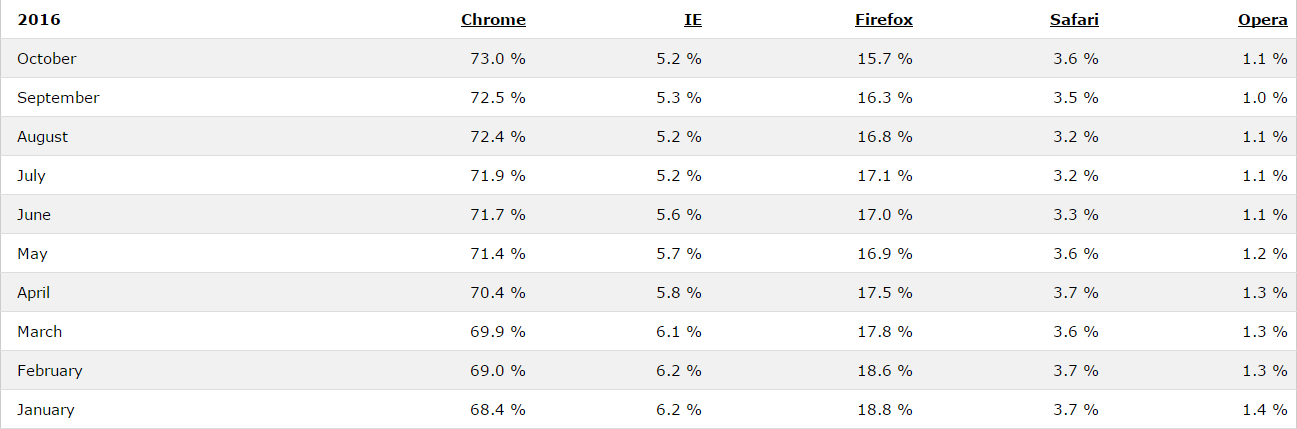 2016 Chrome IE Firefox Safari Opera
October 73.0 % 5.2 % 15.7 % 3.6 % 1.1 %
September 72.5 % 5.3 % 16.3 % 3.5 % 1.0 %
August 72.4 % 5.2 % 16.8 % 3.2 % 1.1 %
July 71.9 % 5.2 % 17.1 % 3.2 % 1.1 %
June 71.7 % 5.6 % 17.0 % 3.3 % 1.1 %
May 71.4 % 5.7 % 16.9 % 3.6 % 1.2 %
April 70.4 % 5.8 % 17.5 % 3.7 % 1.3 %
March 69.9 % 6.1 % 17.8 % 3.6 % 1.3 %
February 69.0 % 6.2 % 18.6 % 3.7 % 1.3 %
January 68.4 % 6.2 % 18.8 % 3.7 % 1.4 %